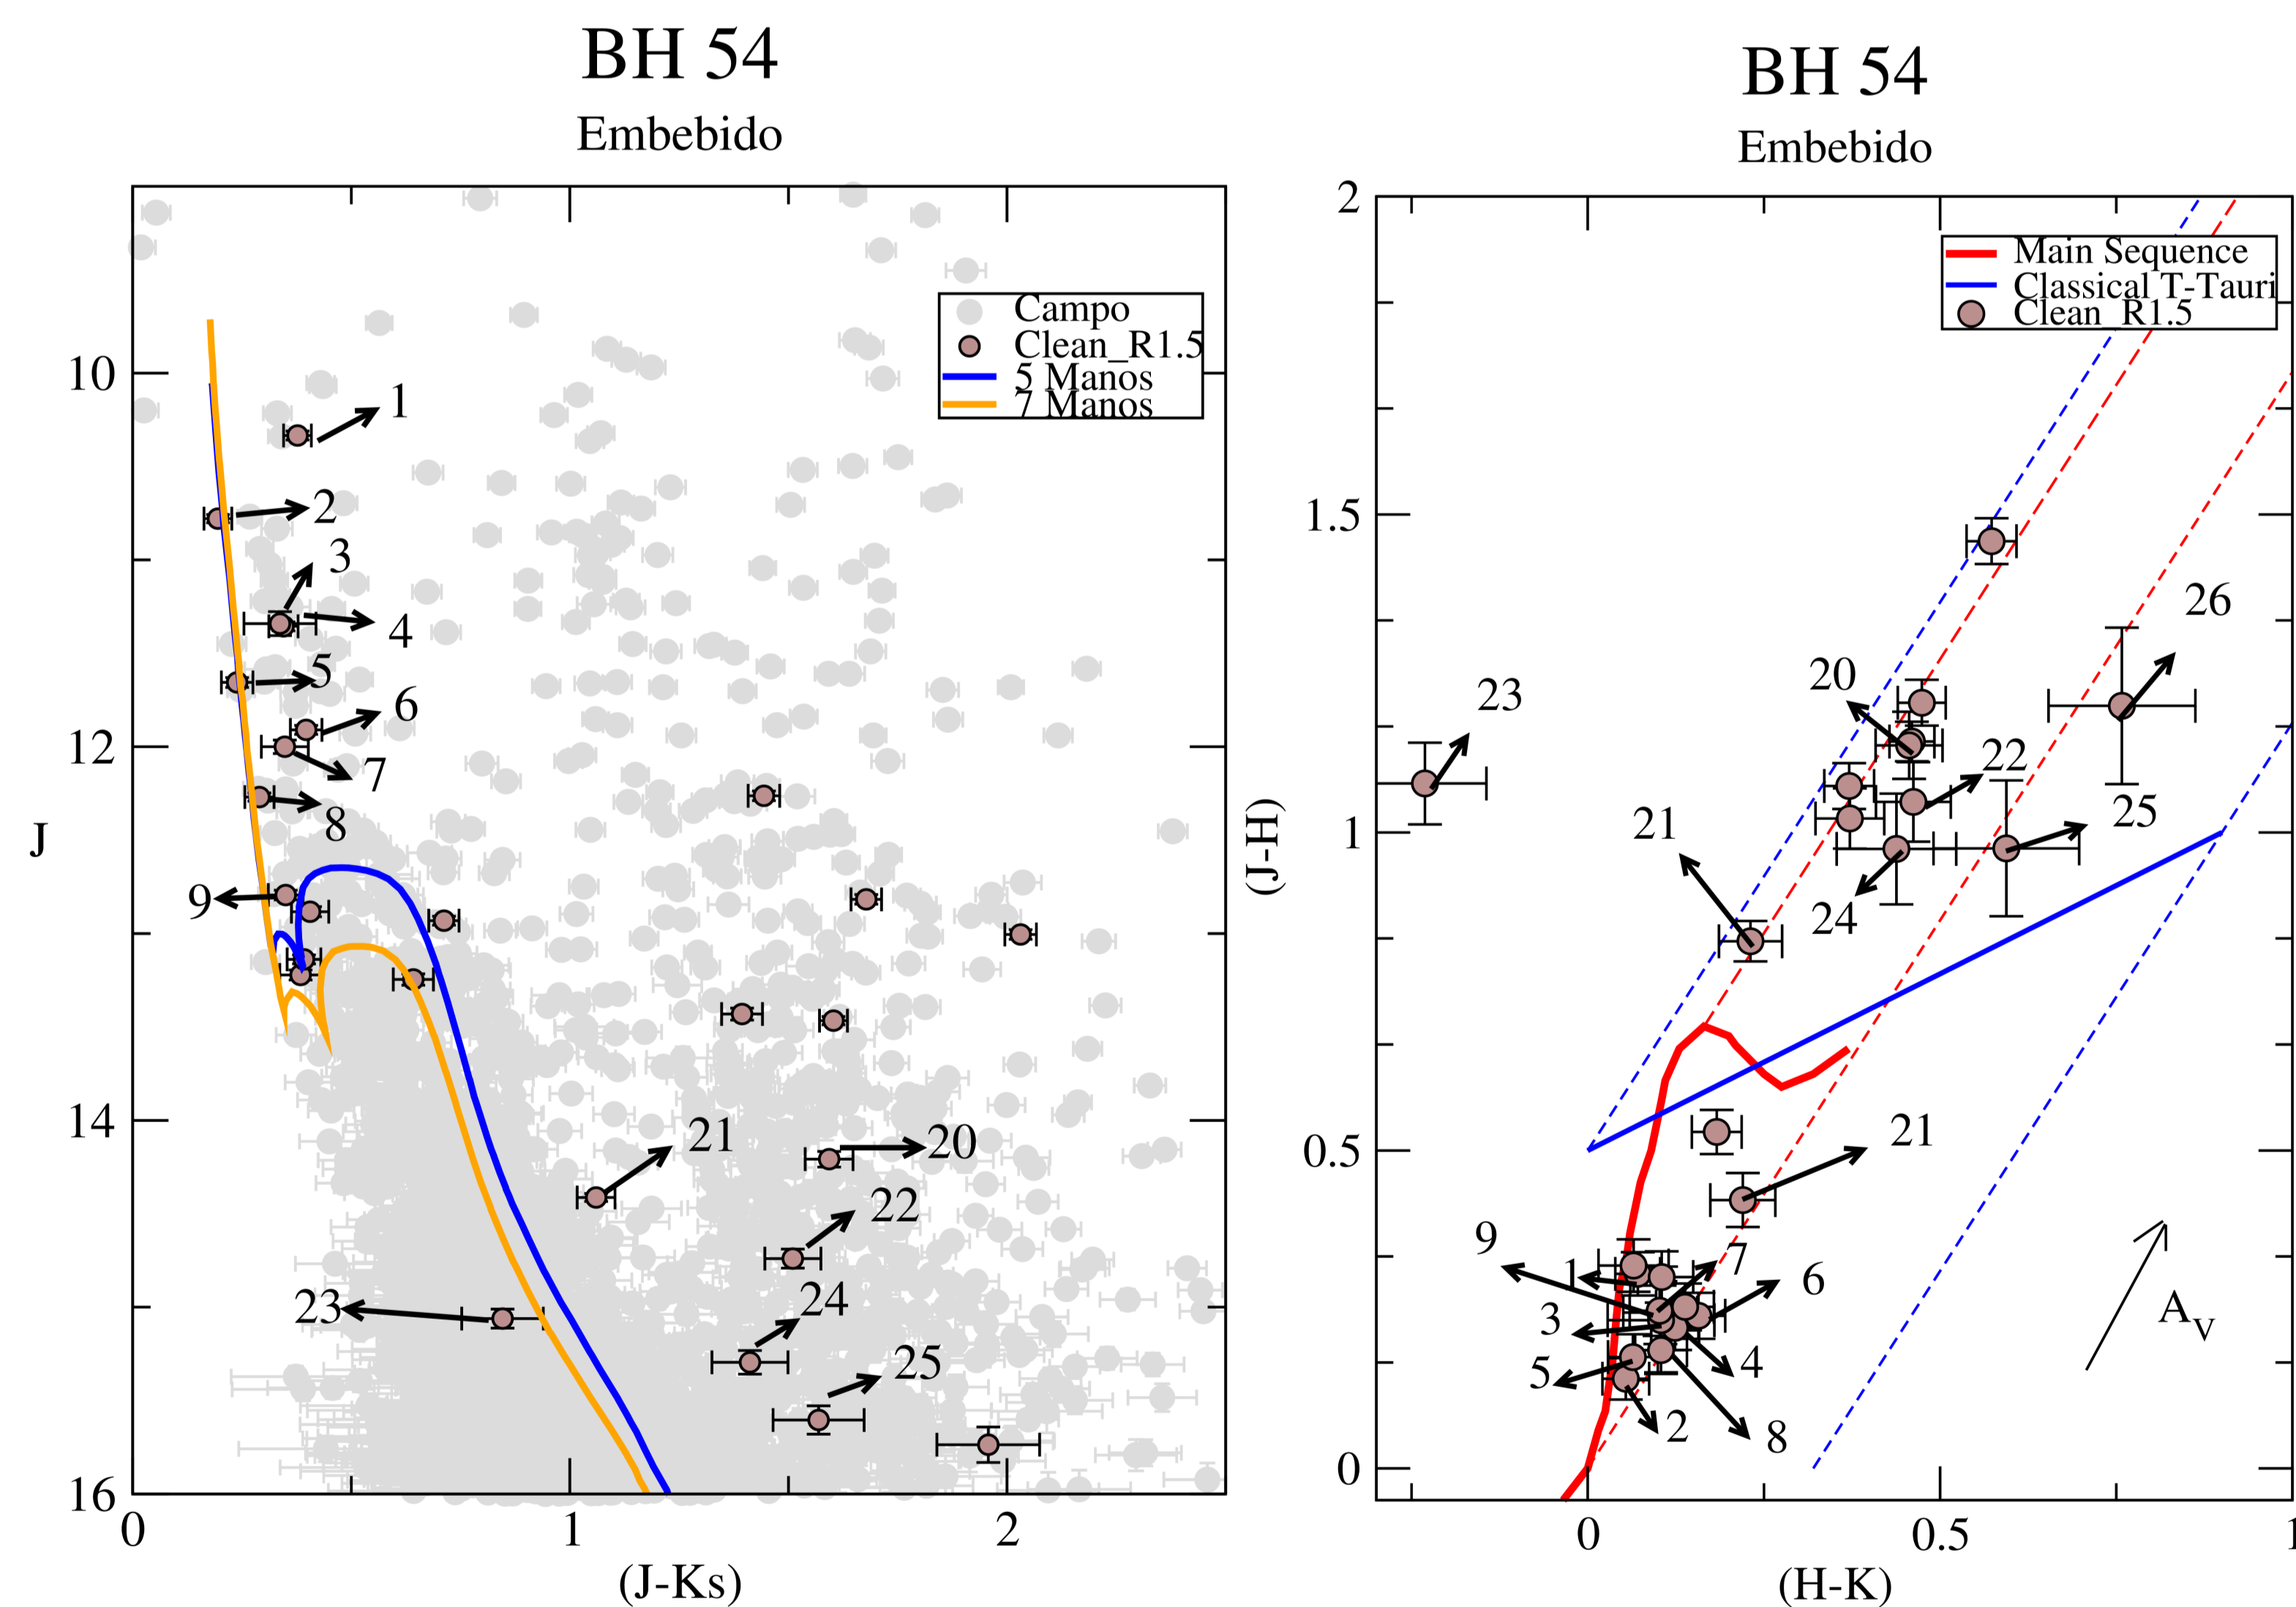 BH 54
Embebido
Campo
Clean_R1.5
5 Manos
7 Manos
1
2
3
4
5
6
7
8
9
21
20
22
23
24
25
10
12
14
16
J
0
1
2
(J-Ks)
BH 54
Embebido
Main Sequence
Classical T-Tauri
Clean_R1.5
26
20
23
22
21
25
24
21
9
1
7
6
3
5
4
2
8
A_V
2
1.5
1
0.5
0
(J-H)
0
0.5
1
(H-K)